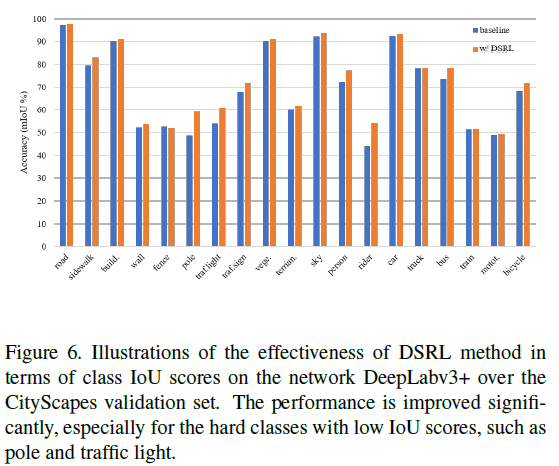 100
90
80
70
60
50
40
30
20
10
0
Accuracy (mIoU %)
baseline
w/ DSRL
road
sidewalk
build.
wall
fence
pole
traf.light
traf.sign
vege.
terrian.
sky
person
rider
car
truck
bus
train
motot.
bicycle
Figure 6. Illustrations of the effectiveness of DSRL method in
terms of class IoU scores on the network DeepLabv3+ over the
CityScapes validation set. The performance is improved signifi-
cantly, especially for the hard classes with low IoU scores, such as
pole and traffic light.